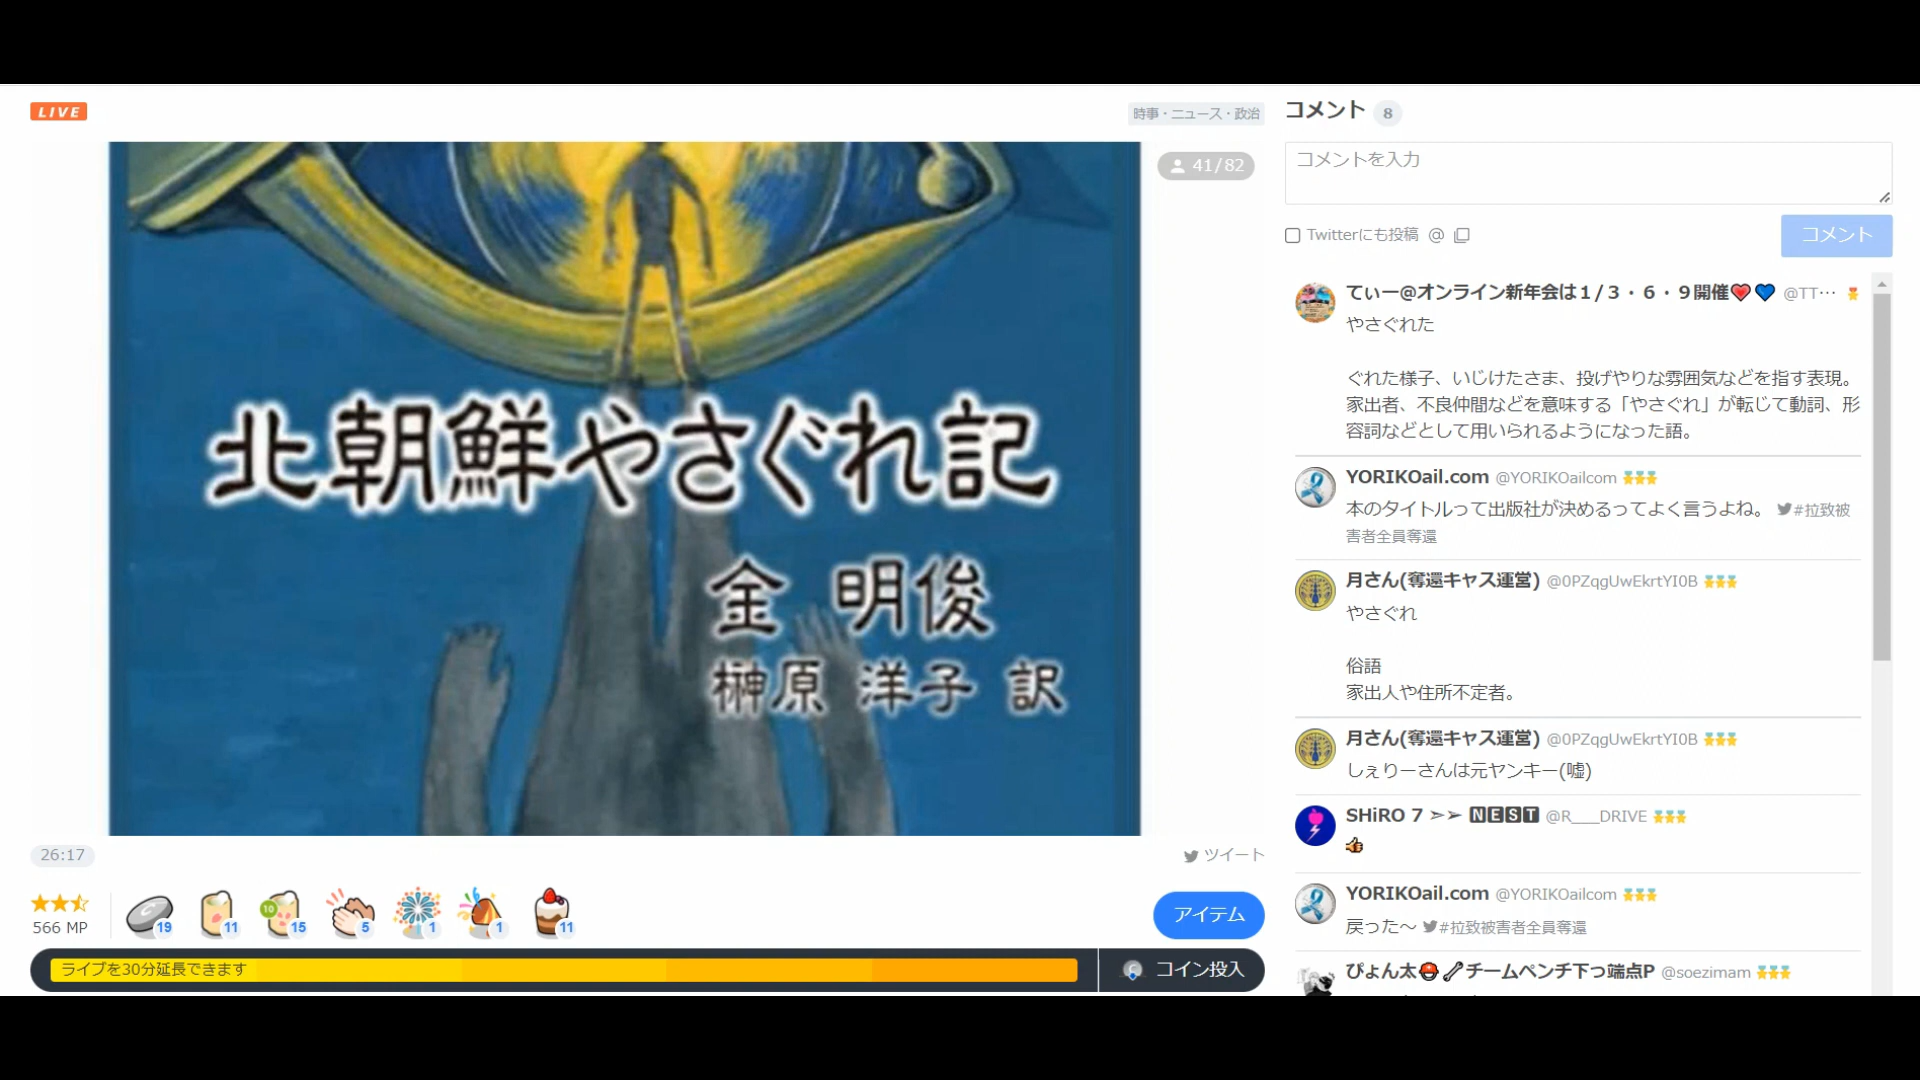 LIVE
時事・ニュース・政治
41/82
北朝鮮やさぐれ記
金 明俊
榊原 洋子 訳
26:17
ツイート
566 MP
19
11
10
15
5
1
1
11
アイテム
ライブを30分延長できます
コイン投入
コメント 8
コメントを入力
Twitterにも投稿 @
コメント
てぃー@オンライン新年会は1/3・6・9開催❤️💙 @TT…
やさぐれた
ぐれた様子、いじけたさま、投げやりな雰囲気などを指す表現。
家出者、不良仲間などを意味する「やさぐれ」が転じて動詞、形
容詞などとして用いられるようになった語。
YORIKOail.com @YORIKOailcom
本のタイトルって出版社が決めるってよく言うよね。 #拉致被
害者全員奪還
月さん(奪還キャス運営) @0PZqgUwEkrtYI0B
やさぐれ
俗語
家出人や住所不定者。
月さん(奪還キャス運営) @0PZqgUwEkrtYI0B
しぇりーさんは元ヤンキー(嘘)
SHiRO 7 ➣➢ 🅽🅴🆂🆃 @R___DRIVE
👍
YORIKOail.com @YORIKOailcom
戻った〜 #拉致被害者全員奪還
ぴょん太⛑🦴チームペンチ下っ端点P @soezimam